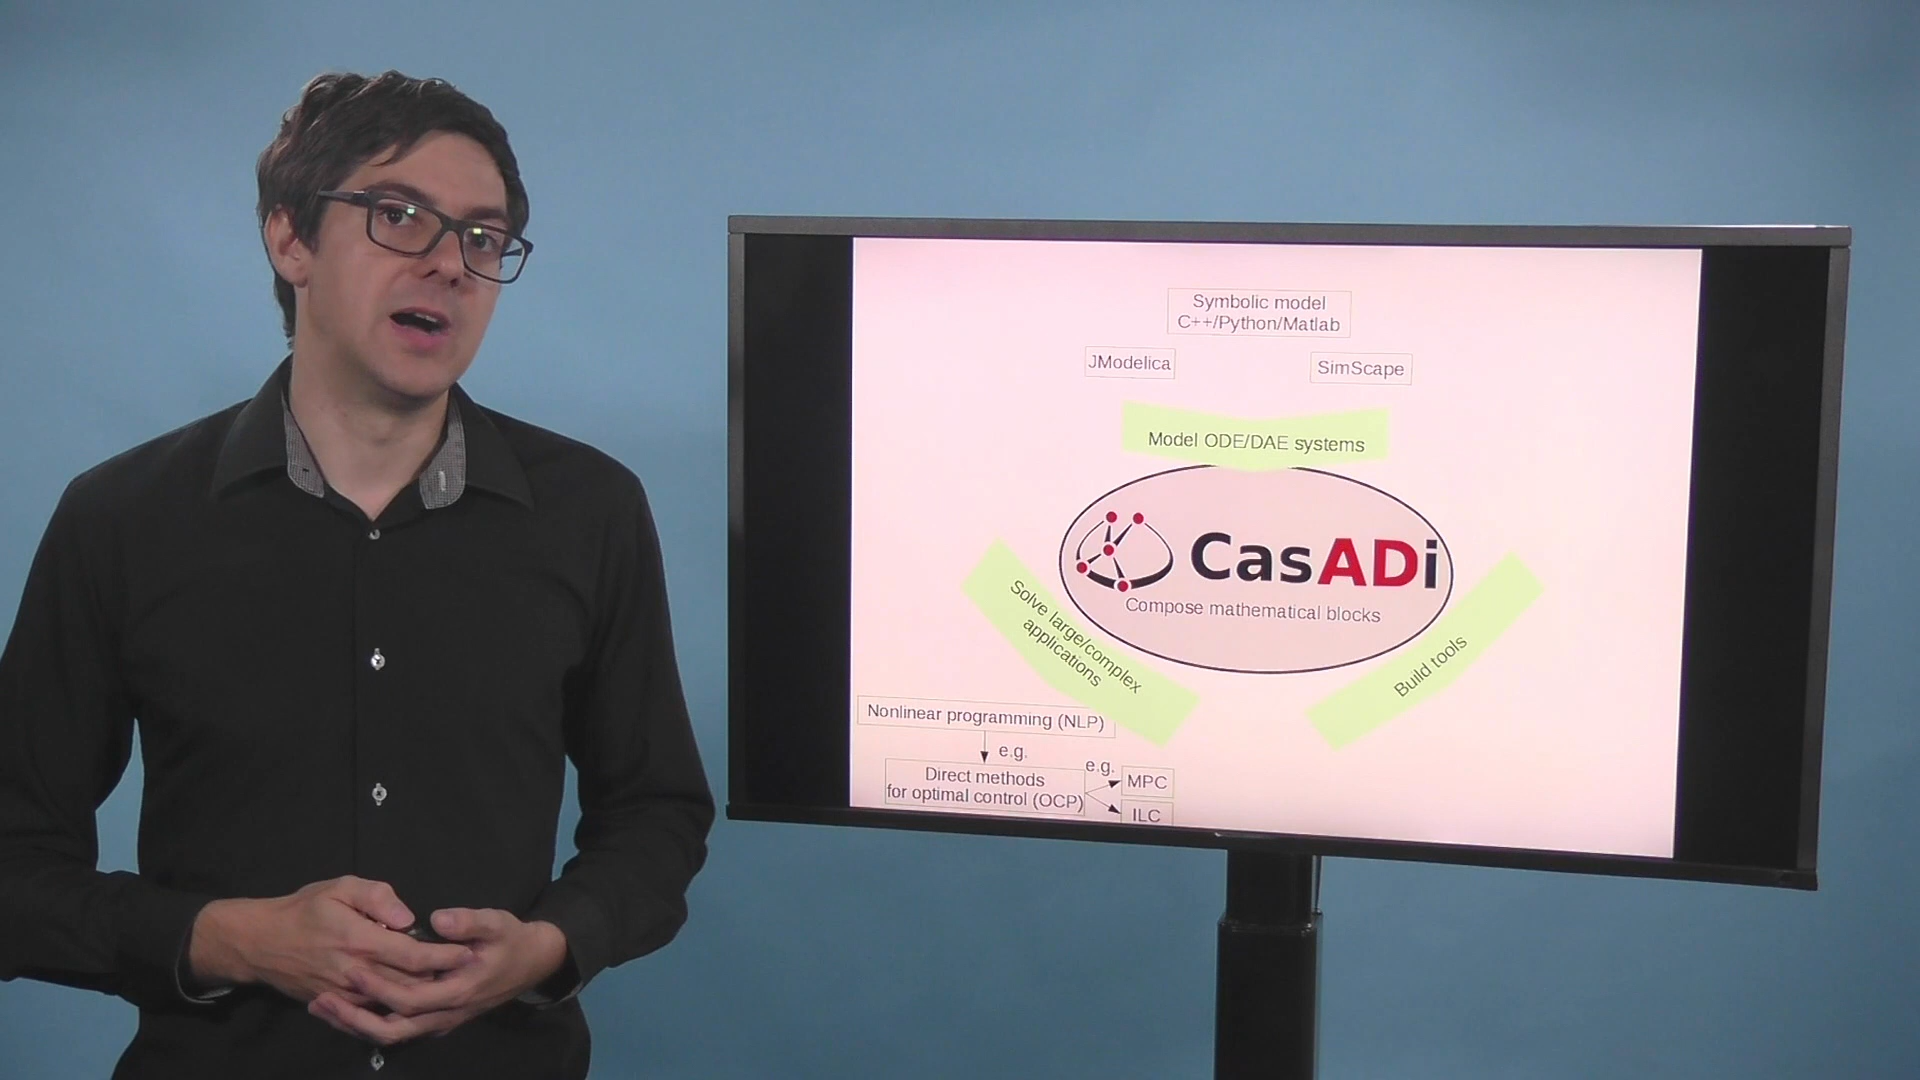 Symbolic model
C++/Python/Matlab
JModelica
SimScape
Model ODE/DAE systems
CasADi
Compose mathematical blocks
Solve large/complex
applications
Build tools
Nonlinear programming (NLP)
e.g.
Direct methods
for optimal control (OCP)
e.g.
MPC
ILC